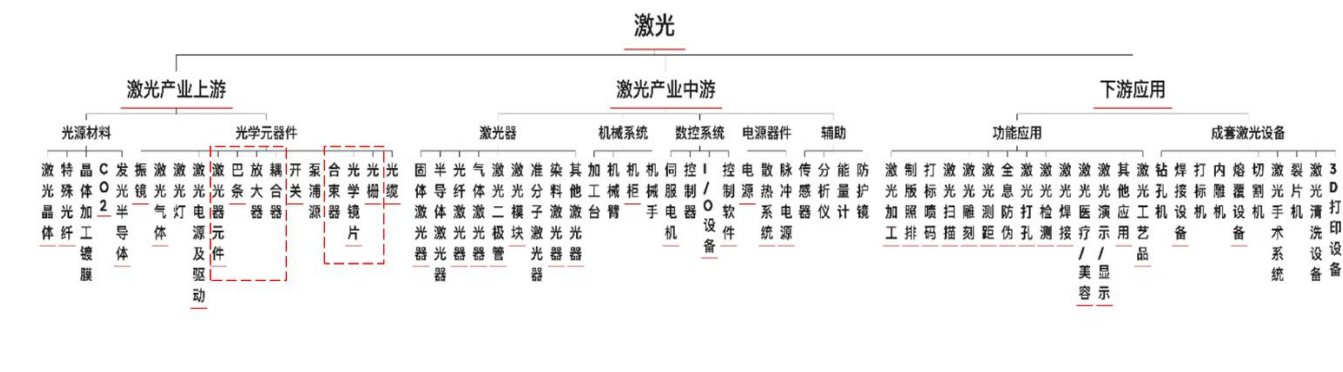 激光
激光产业上游
激光产业中游
下游应用
光源材料
光学元器件
激光器
机械系统
数控系统
电源器件
辅助
功能应用
成套激光设备
激光晶体
特殊光纤
晶体加工镀膜
CO2
发光半导体
振镜
激光气体
激光灯
激光电源及驱动
激光器元件
巴条
放大器
耦合器
开关
泵浦源
合束器
光学镜片
光栅
光缆
固体激光器
半导体激光器
光纤激光器
气体激光器
激光二极管
激光模块
准分子激光器
染料激光器
其他激光器
加工台
机械臂
机柜
机械手
伺服电机
控制器
I/O设备
控制软件
电源
散热系统
脉冲电源
传感器
分析仪
能量计
防护镜
激光加工
制版照排
打标喷码
激光扫描
激光雕刻
激光测距
全息防伪
激光打孔
激光检测
激光焊接
激光医疗/美容
激光演示/显示
其他应用
激光工艺品
钻孔机
焊接设备
打标机
内雕机
熔覆设备
切割机
激光手术系统
裂片机
激光清洗设备
3D打印设备